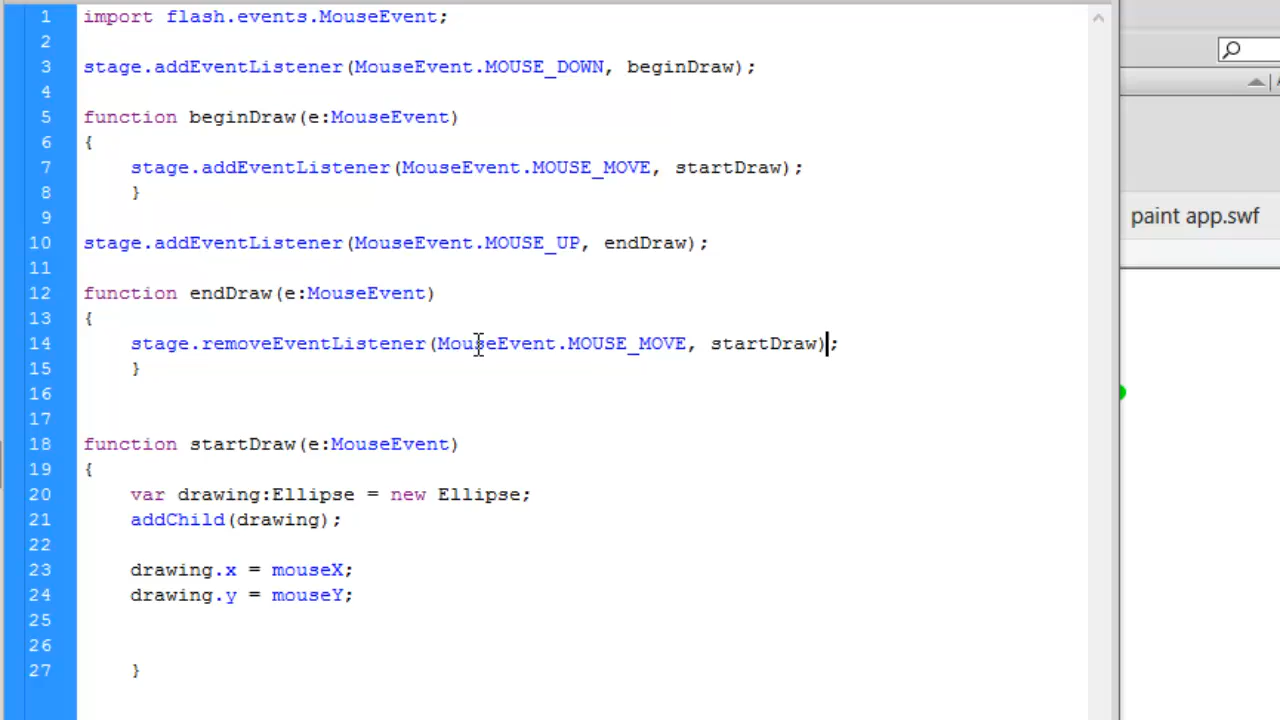 1 import flash.events.MouseEvent;
2
3 stage.addEventListener(MouseEvent.MOUSE_DOWN, beginDraw);
4
5 function beginDraw(e:MouseEvent)
6 {
7 stage.addEventListener(MouseEvent.MOUSE_MOVE, startDraw);
8 }
9
10 stage.addEventListener(MouseEvent.MOUSE_UP, endDraw);
11
12 function endDraw(e:MouseEvent)
13 {
14 stage.removeEventListener(MouseEvent.MOUSE_MOVE, startDraw);
15 }
16
17
18 function startDraw(e:MouseEvent)
19 {
20 var drawing:Ellipse = new Ellipse;
21 addChild(drawing);
22
23 drawing.x = mouseX;
24 drawing.y = mouseY;
25
26
27 }
paint app.swf